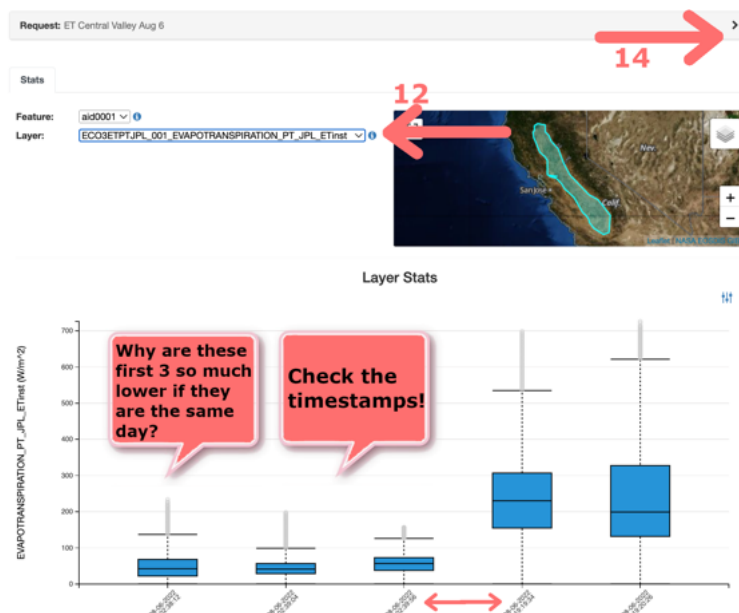 Request: ET Central Valley Aug 6
14
Stats
12
Feature: aid0001
Layer: ECO3ETPTJPL_001_EVAPOTRANSPIRATION_PT_JPL_ETinst
Nev.
San Jose
Calif.
+
−
Layer Stats
EVAPOTRANSPIRATION_PT_JPL_ETinst (W/m^2)
700
600
500
400
300
200
100
0
Why are these
first 3 so much
lower if they
are the same
day?
Check the
timestamps!